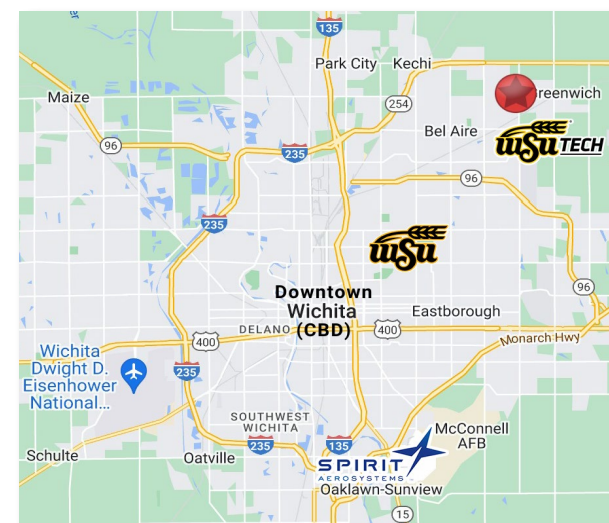 135
Park City
Kechi
Greenwich
Maize
254
Bel Aire
96
235
WSU TECH
96
235
WSU
96
Downtown
Wichita
(CBD)
Eastborough
DELANO
400
400
Monarch Hwy
Wichita
Dwight D.
Eisenhower
National...
235
SOUTHWEST
WICHITA
McConnell
AFB
Schulte
Oatville
235
135
SPIRIT
AEROSYSTEMS
Oaklawn-Sunview
15